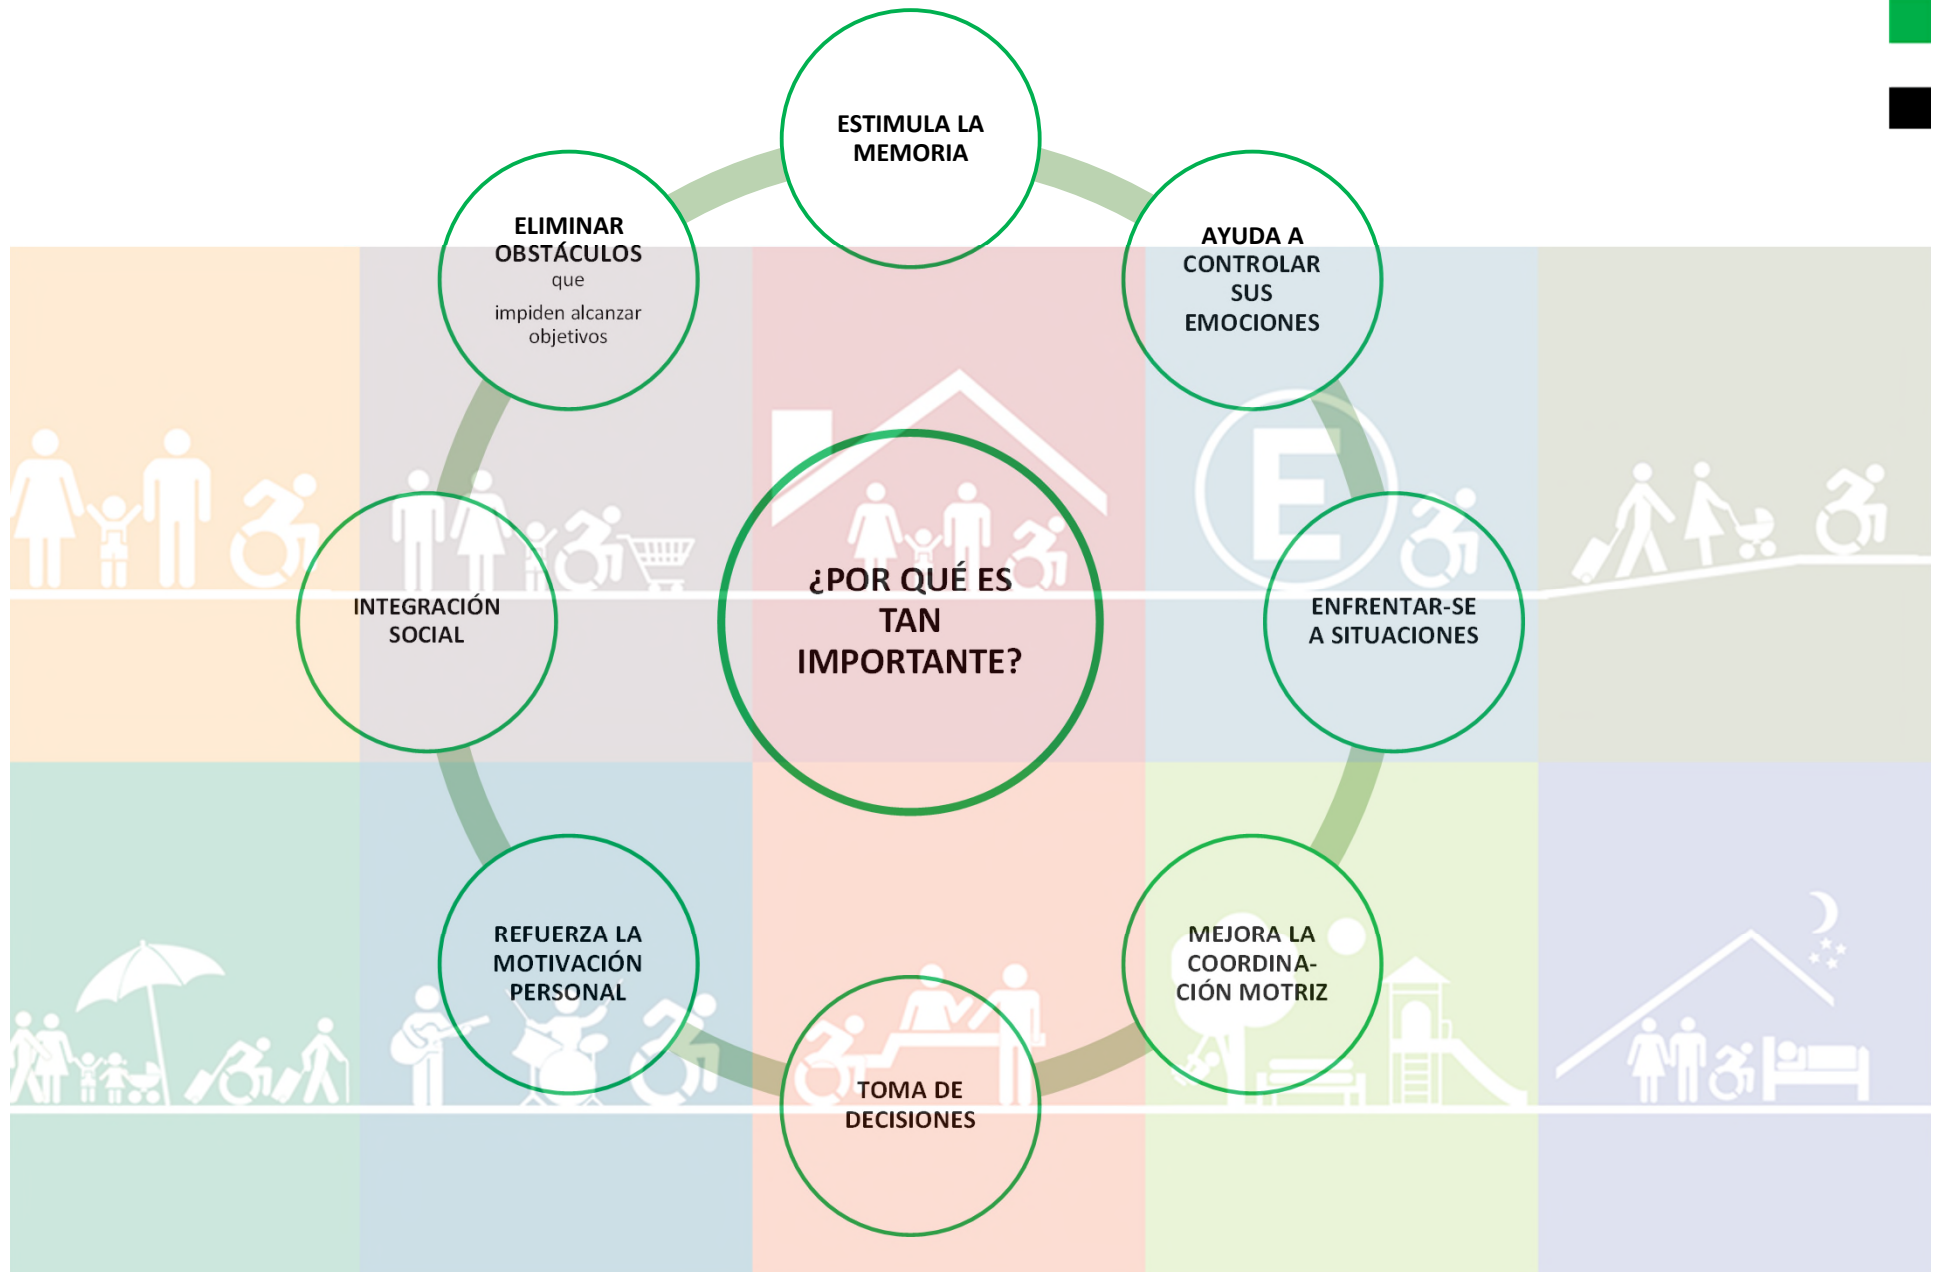 ESTIMULA LA
MEMORIA
AYUDA A
CONTROLAR
SUS
EMOCIONES
ENFRENTAR-SE
A SITUACIONES
MEJORA LA
COORDINA-
CIÓN MOTRIZ
TOMA DE
DECISIONES
REFUERZA LA
MOTIVACIÓN
PERSONAL
INTEGRACIÓN
SOCIAL
ELIMINAR
OBSTÁCULOS
que
impiden alcanzar
objetivos
¿POR QUÉ ES
TAN
IMPORTANTE?
E